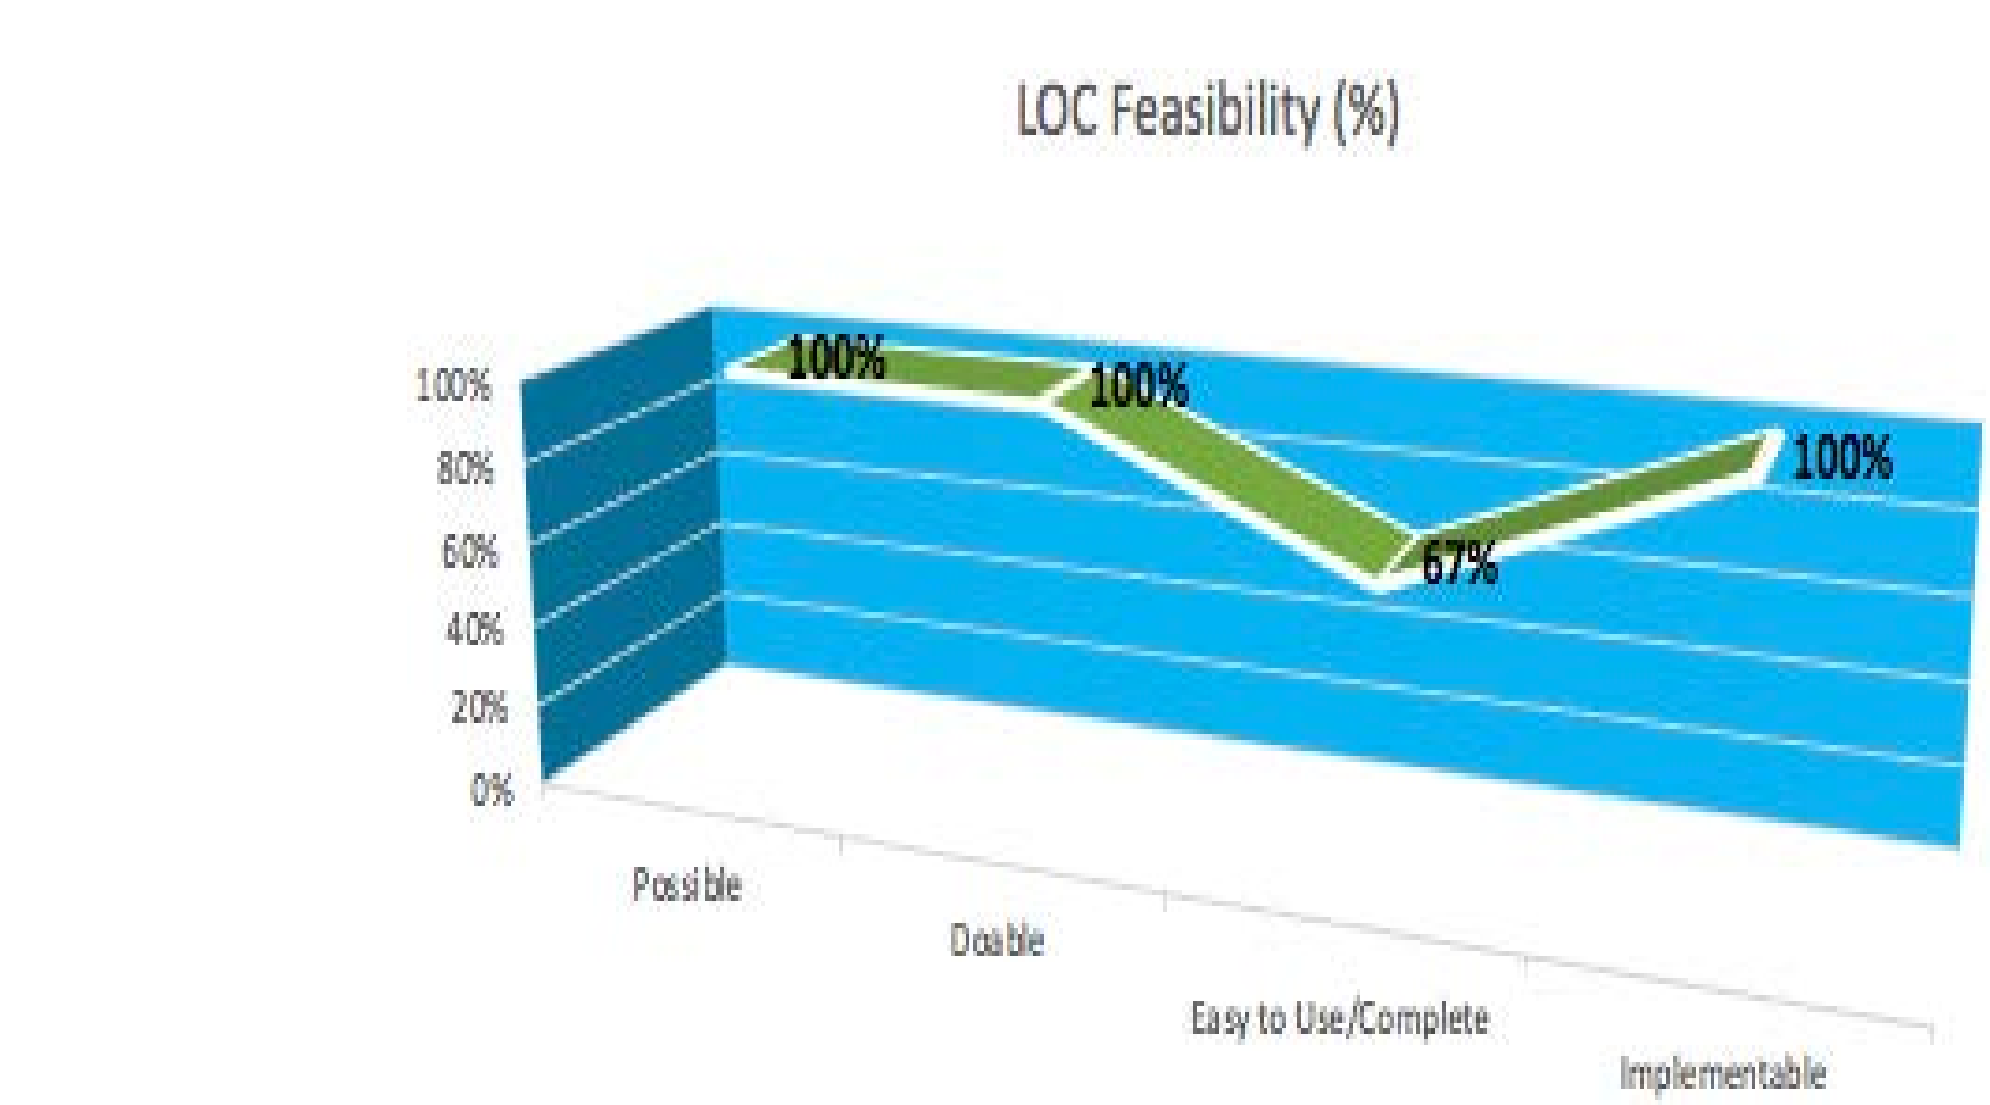 LOC Feasibility (%)
100%
80%
60%
40%
20%
0%
100%
100%
67%
100%
Possible
Doable
Easy to Use/Complete
Implementable